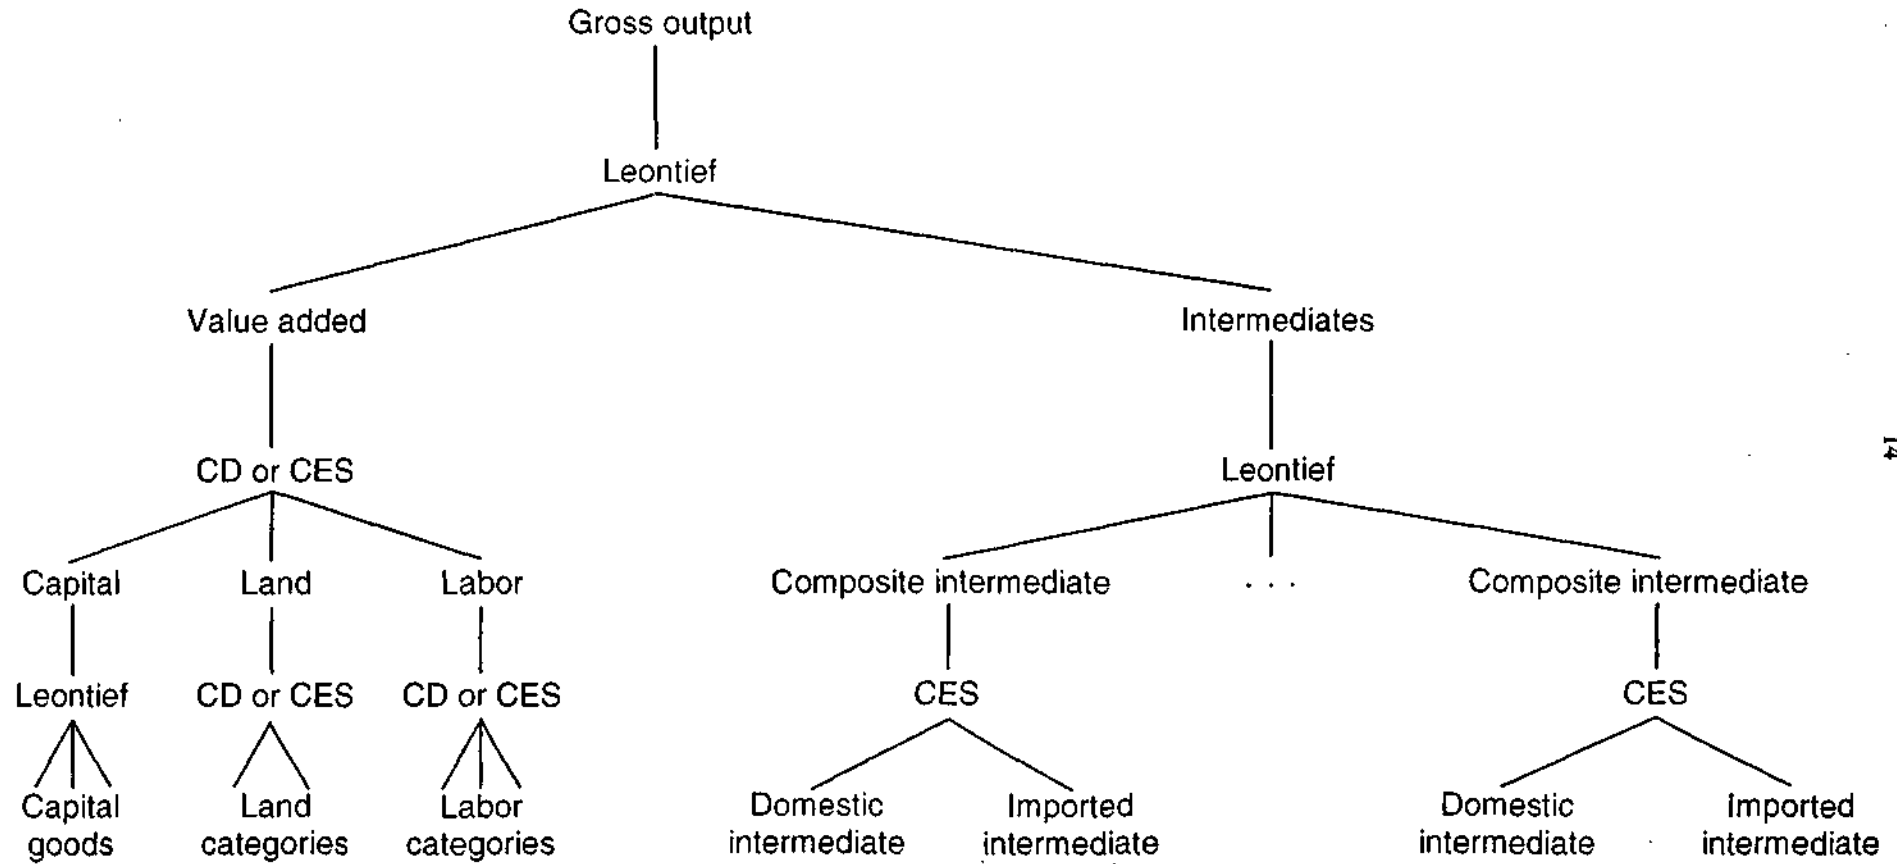 Gross output
Leontief
Value added
Intermediates
14
CD or CES
Leontief
Capital
Land
Labor
Composite intermediate
. . .
Composite intermediate
Leontief
CD or CES
CD or CES
CES
CES
Capital
goods
Land
categories
Labor
categories
Domestic
intermediate
Imported
intermediate
Domestic
intermediate
Imported
intermediate